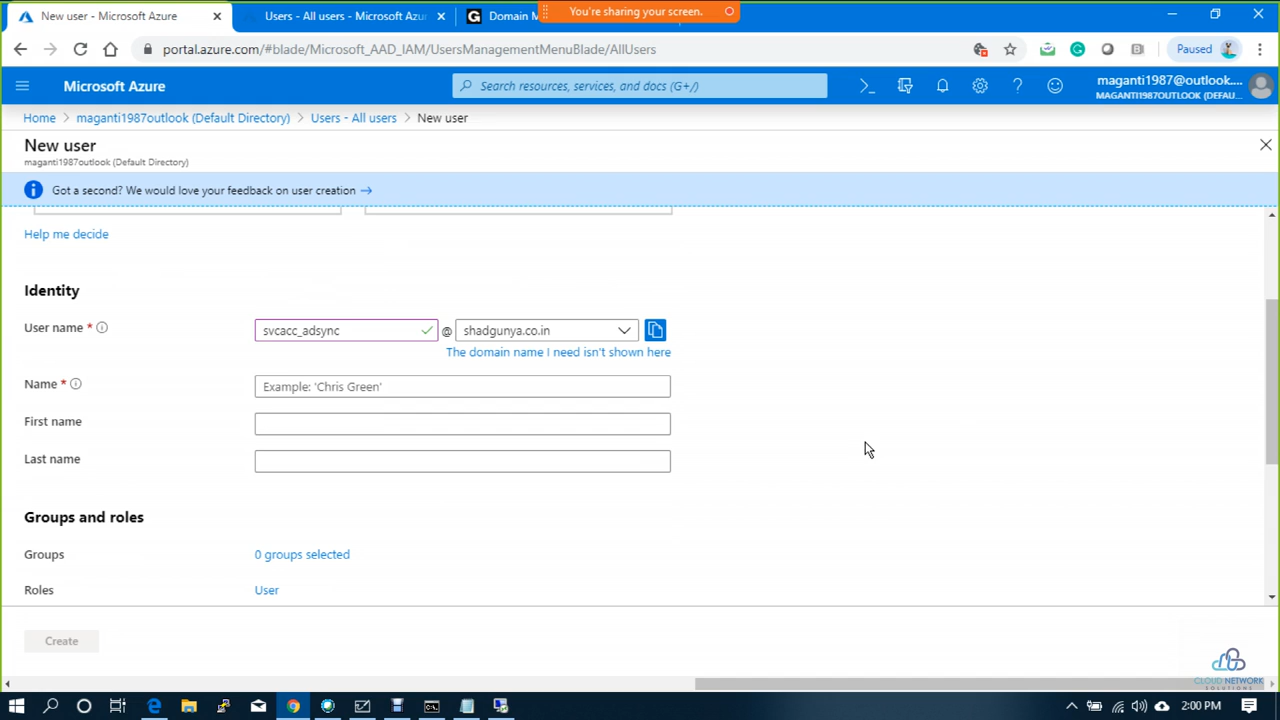 New user - Microsoft Azure
Users - All users - Microsoft Azur
Domain M
You're sharing your screen.
portal.azure.com/#blade/Microsoft_AAD_IAM/UsersManagementMenuBlade/AllUsers
Paused
Microsoft Azure
Search resources, services, and docs (G+/)
maganti1987@outlook....
MAGANTI1987OUTLOOK (DEFAU...
Home > maganti1987outlook (Default Directory) > Users - All users > New user
New user
maganti1987outlook (Default Directory)
Got a second? We would love your feedback on user creation →
Help me decide
Identity
User name * svcacc_adsync @ shadgunya.co.in
The domain name I need isn't shown here
Name * Example: 'Chris Green'
First name
Last name
Groups and roles
Groups 0 groups selected
Roles User
Create
CLOUD NETWORK
SOLUTIONS
2:00 PM